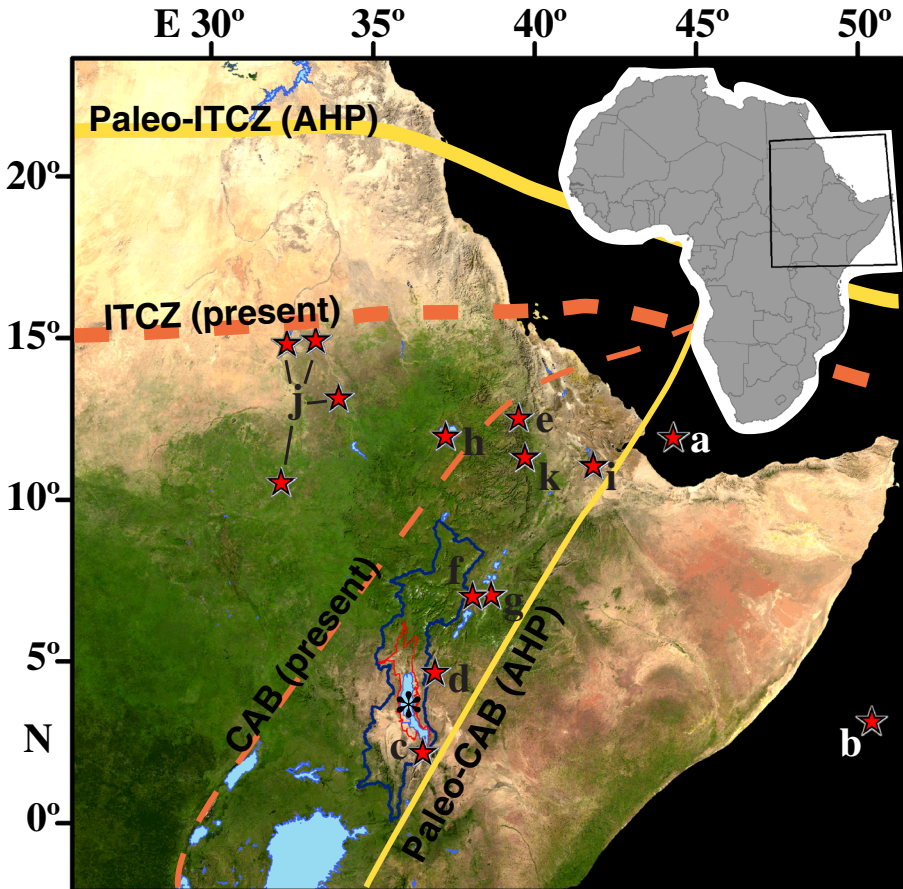 E 30º 35º 40º 45º 50º
Paleo-ITCZ (AHP)
20º
ITCZ (present)
15º
j
e
h
a
k
i
10º
f
g
CAB (present)
5º
d
Paleo-CAB (AHP)
*
N
c
b
0º